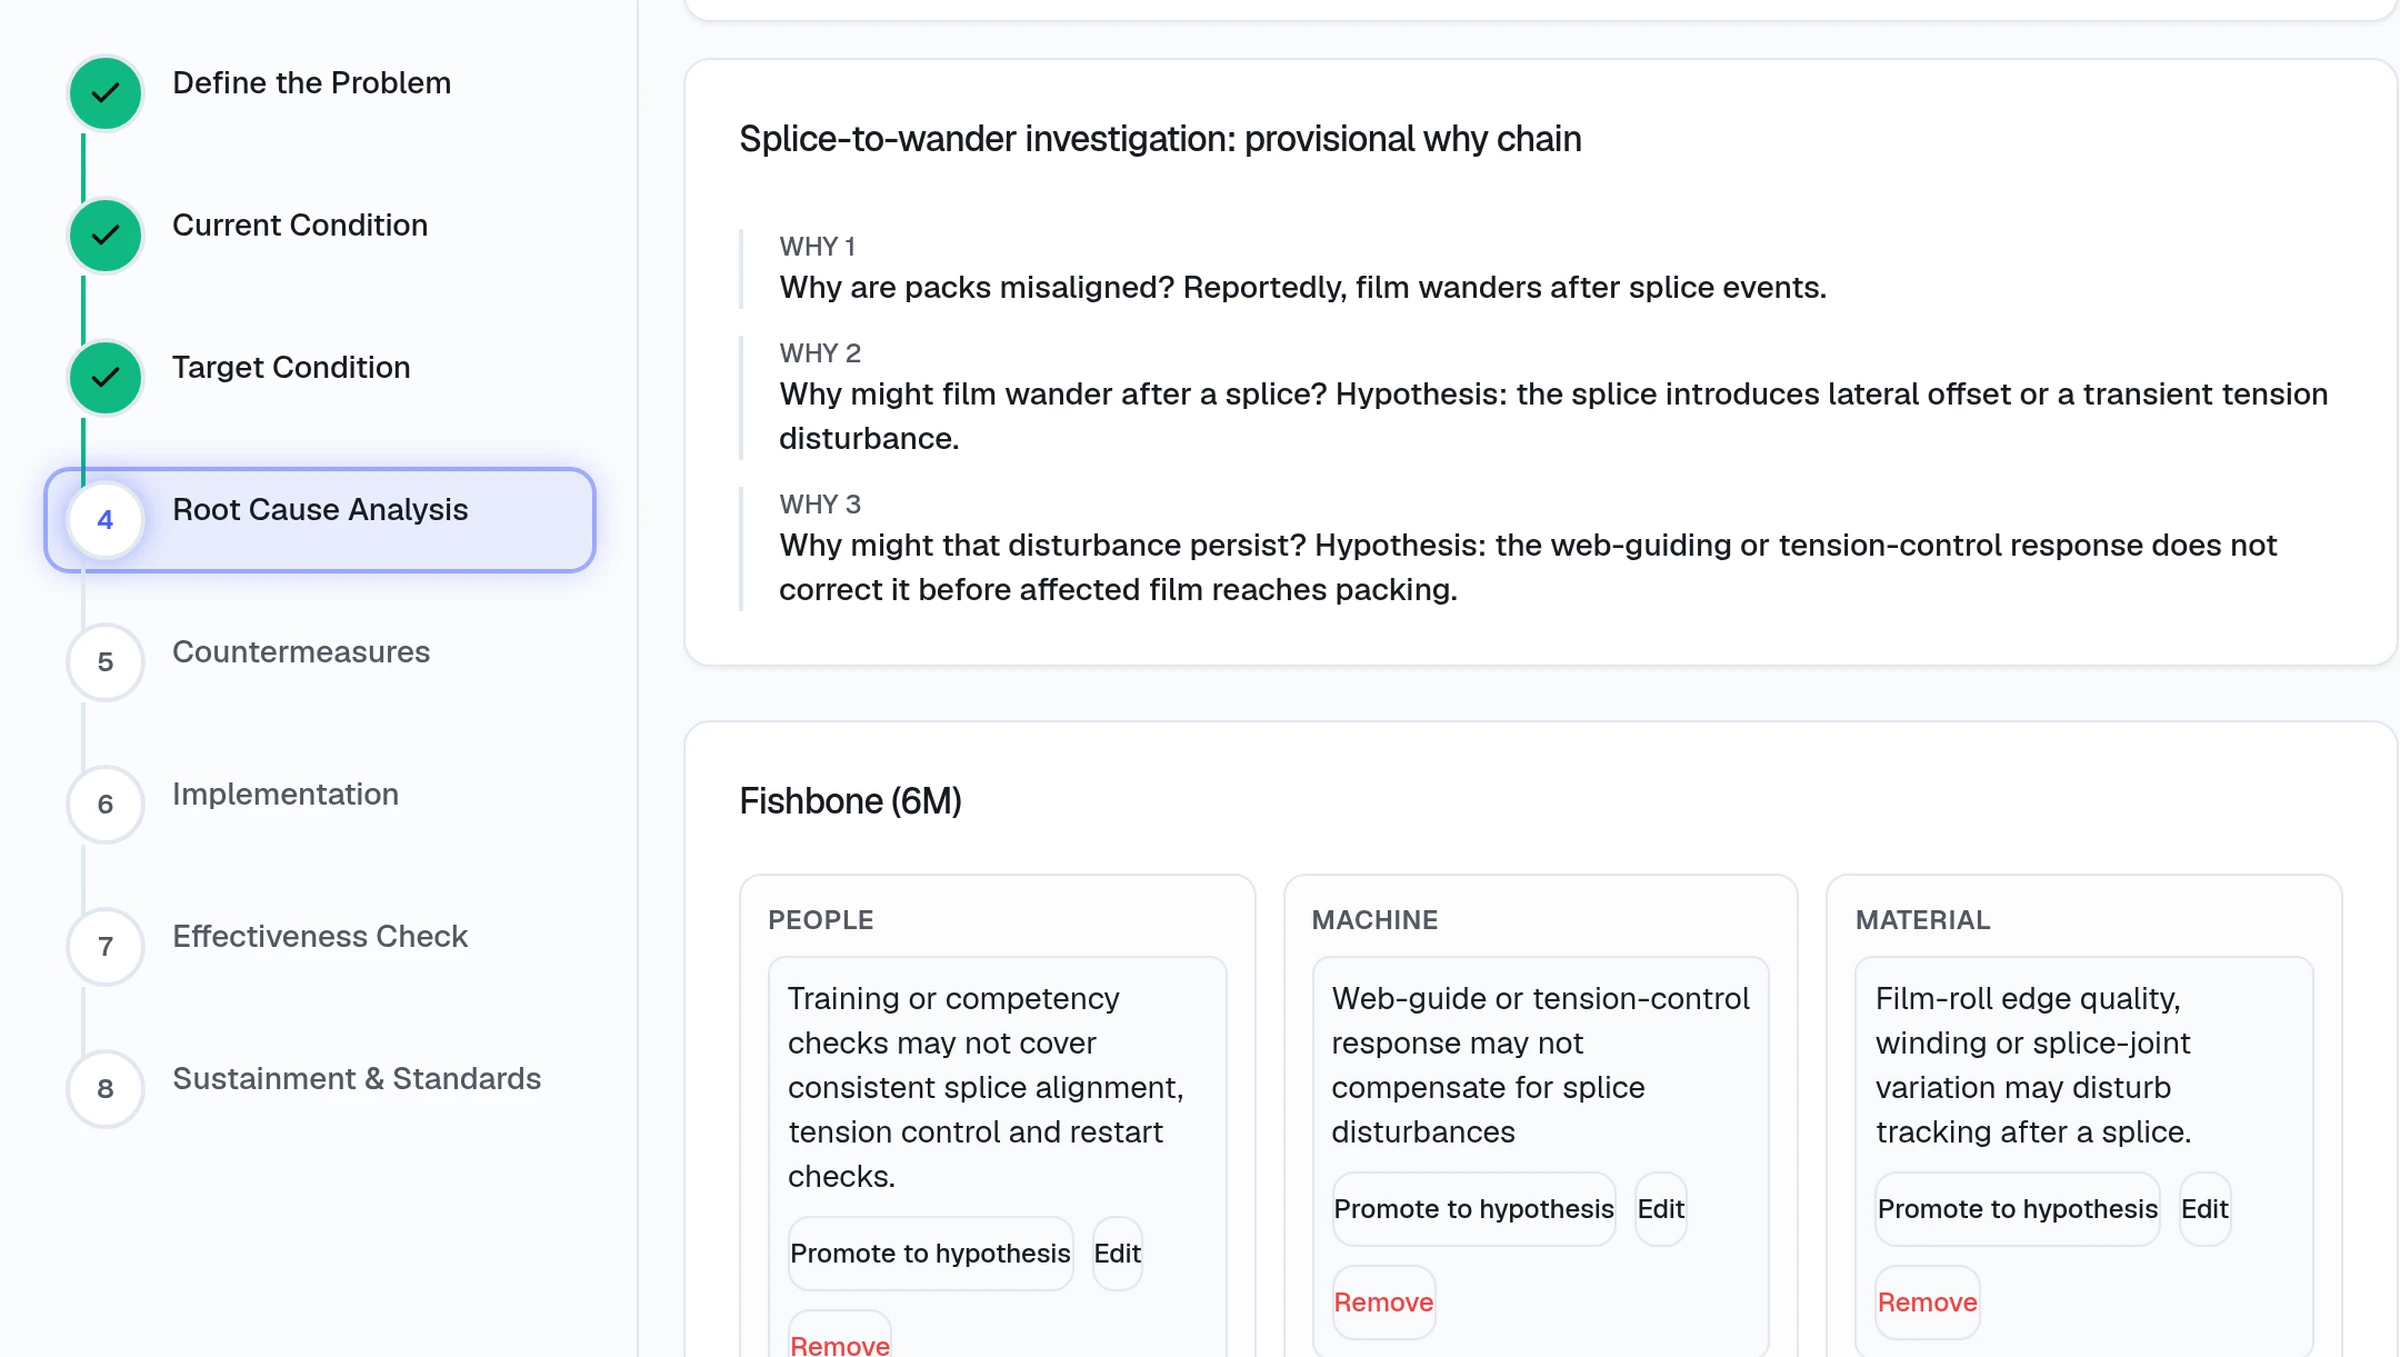 Define the Problem
Current Condition
Target Condition
4
Root Cause Analysis
5
Countermeasures
6
Implementation
7
Effectiveness Check
8
Sustainment & Standards
Splice-to-wander investigation: provisional why chain
WHY 1
Why are packs misaligned? Reportedly, film wanders after splice events.
WHY 2
Why might film wander after a splice? Hypothesis: the splice introduces lateral offset or a transient tension
disturbance.
WHY 3
Why might that disturbance persist? Hypothesis: the web-guiding or tension-control response does not
correct it before affected film reaches packing.
Fishbone (6M)
PEOPLE
Training or competency
checks may not cover
consistent splice alignment,
tension control and restart
checks.
Promote to hypothesis
Edit
Remove
MACHINE
Web-guide or tension-control
response may not
compensate for splice
disturbances
Promote to hypothesis
Edit
Remove
MATERIAL
Film-roll edge quality,
winding or splice-joint
variation may disturb
tracking after a splice.
Promote to hypothesis
Edit
Remove